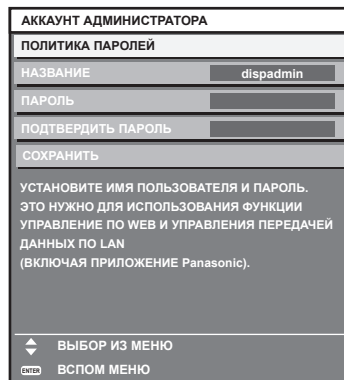 АККАУНТ АДМИНИСТРАТОРА
ПОЛИТИКА ПАРОЛЕЙ
НАЗВАНИЕ dispadmin
ПАРОЛЬ
ПОДТВЕРДИТЬ ПАРОЛЬ
СОХРАНИТЬ
УСТАНОВИТЕ ИМЯ ПОЛЬЗОВАТЕЛЯ И ПАРОЛЬ.
ЭТО НУЖНО ДЛЯ ИСПОЛЬЗОВАНИЯ ФУНКЦИИ
УПРАВЛЕНИЕ ПО WEB И УПРАВЛЕНИЯ ПЕРЕДАЧЕЙ
ДАННЫХ ПО LAN
(ВКЛЮЧАЯ ПРИЛОЖЕНИЕ Panasonic).
ВЫБОР ИЗ МЕНЮ
ENTER ВСПОМ МЕНЮ